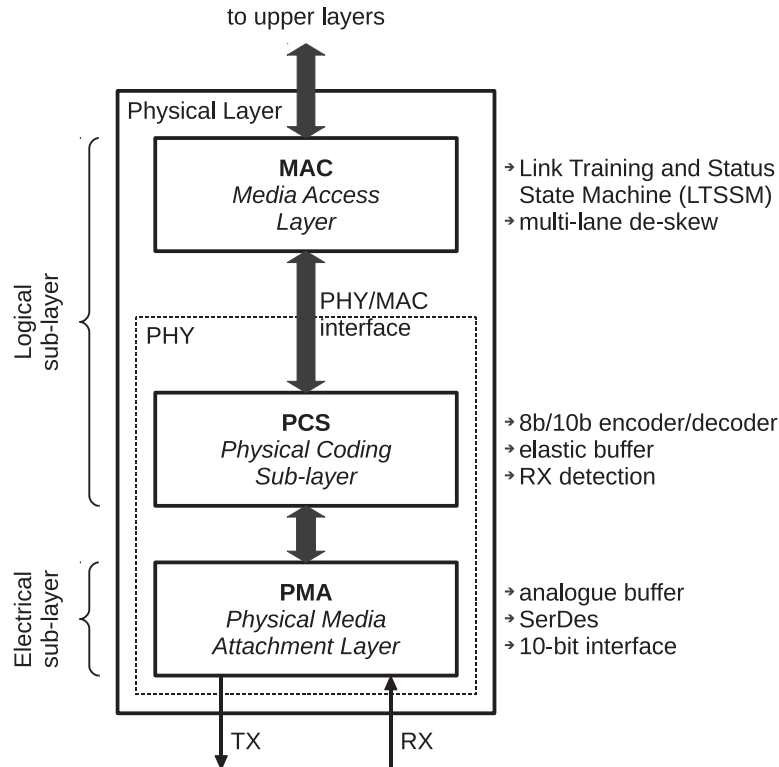 to upper layers
Physical Layer
MAC
Media Access
Layer
→ Link Training and Status
State Machine (LTSSM)
→ multi-lane de-skew
Logical
sub-layer
PHY/MAC
interface
PHY
PCS
Physical Coding
Sub-layer
→ 8b/10b encoder/decoder
→ elastic buffer
→ RX detection
Electrical
sub-layer
PMA
Physical Media
Attachment Layer
→ analogue buffer
→ SerDes
→ 10-bit interface
TX
RX